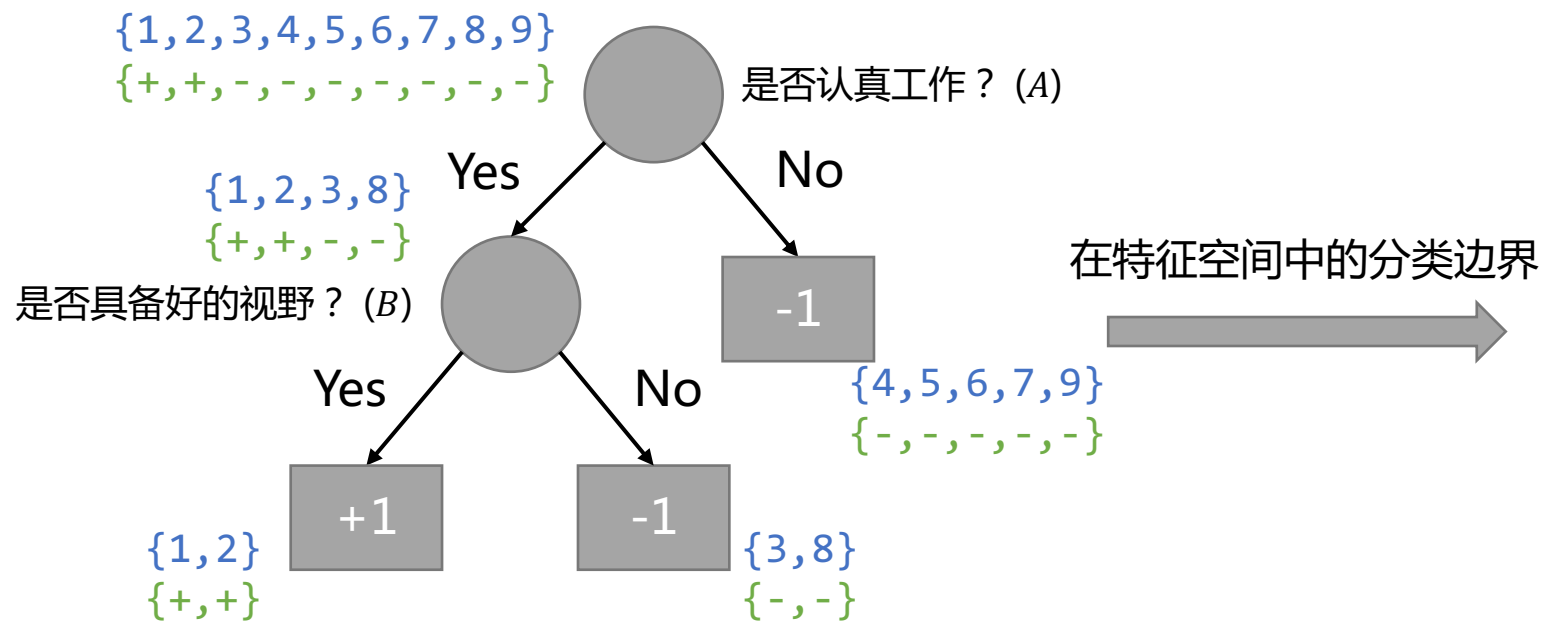 {1,2,3,4,5,6,7,8,9}
{+,+,-,-,-,-,-,-,-}
是否认真工作？ (A)
Yes
No
{1,2,3,8}
{+,+,-,-}
是否具备好的视野？ (B)
-1
在特征空间中的分类边界
{4,5,6,7,9}
{-,-,-,-,-}
Yes
No
+1
-1
{1,2}
{+,+}
{3,8}
{-,-}